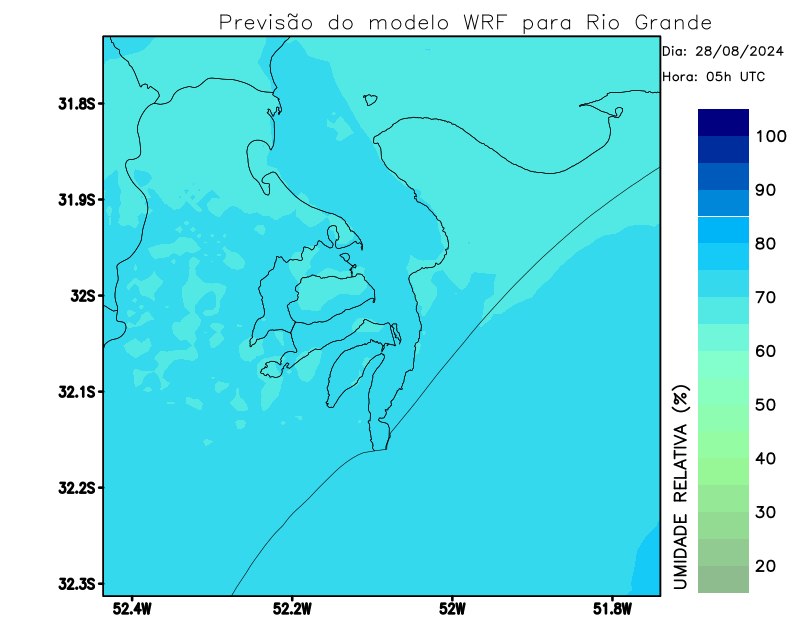 Previsão do modelo WRF para Rio Grande
Dia: 28/08/2024
Hora: 05h UTC
31.8S
31.9S
32S
32.1S
32.2S
32.3S
52.4W
52.2W
52W
51.8W
100
90
80
70
60
50
40
30
20
UMIDADE RELATIVA (%)